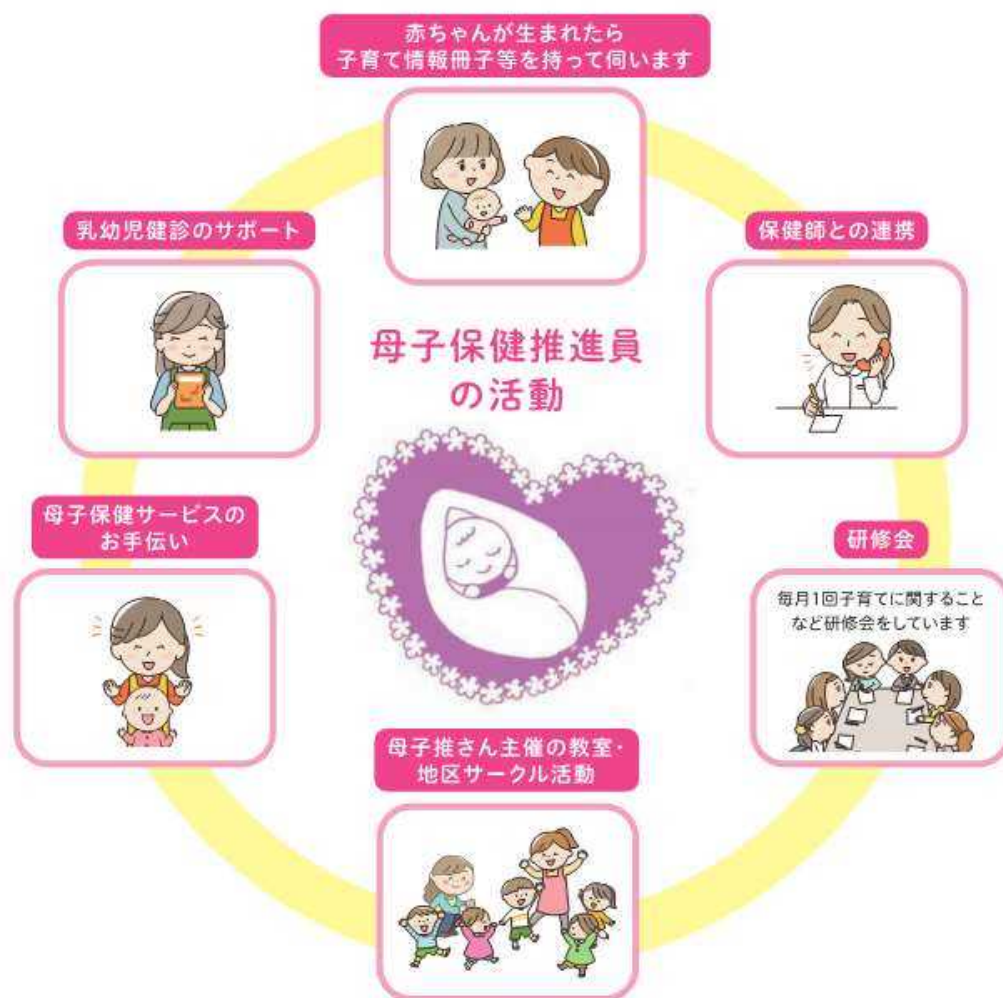 赤ちゃんが生まれたら
子育て情報冊子等を持って伺います
乳幼児健診のサポート
保健師との連携
母子保健推進員
の活動
母子保健サービスの
お手伝い
研修会
毎月1回子育てに関すること
など研修会をしています
母子推さん主催の教室・
地区サークル活動